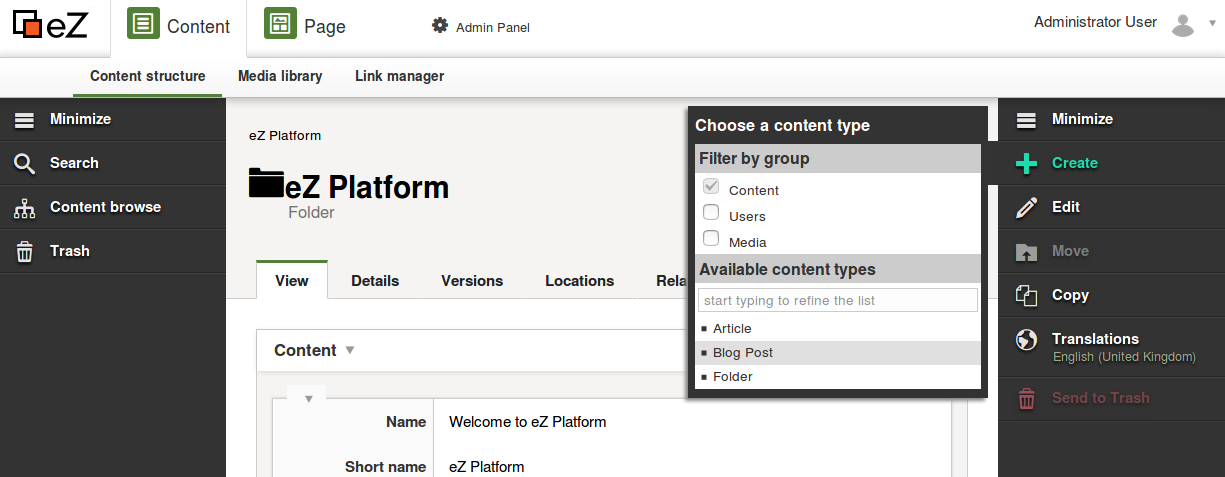 eZ
Content
Page
Admin Panel
Administrator User
Content structure
Media library
Link manager
Minimize
Search
Content browse
Trash
eZ Platform
eZ Platform
Folder
View
Details
Versions
Locations
Rela
Content
Name
Welcome to eZ Platform
Short name
eZ Platform
Choose a content type
Filter by group
Content
Users
Media
Available content types
start typing to refine the list
Article
Blog Post
Folder
Minimize
Create
Edit
Move
Copy
Translations
English (United Kingdom)
Send to Trash